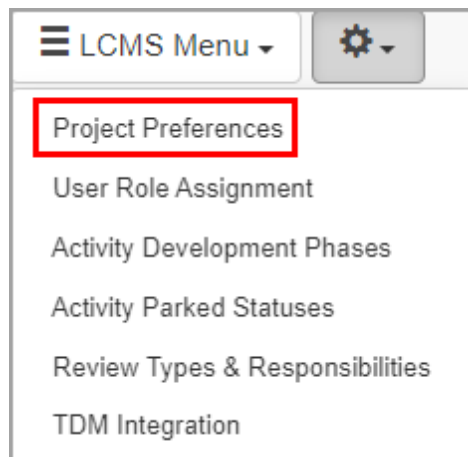 LCMS Menu
Project Preferences
User Role Assignment
Activity Development Phases
Activity Parked Statuses
Review Types & Responsibilities
TDM Integration